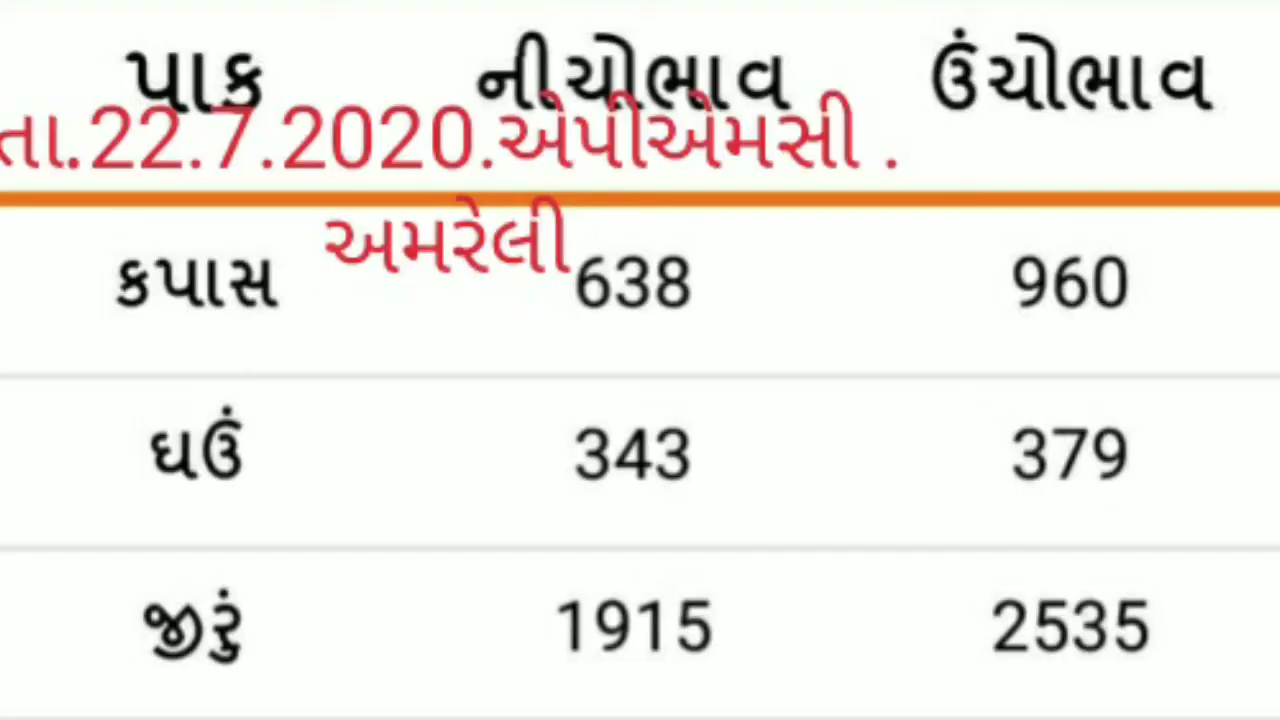 પાક નીચોભાવ ઉંચોભાવ
તા.22.7.2020.એપીએમસી .
અમરેલી
કપાસ 638 960
ઘઉં 343 379
જીરું 1915 2535